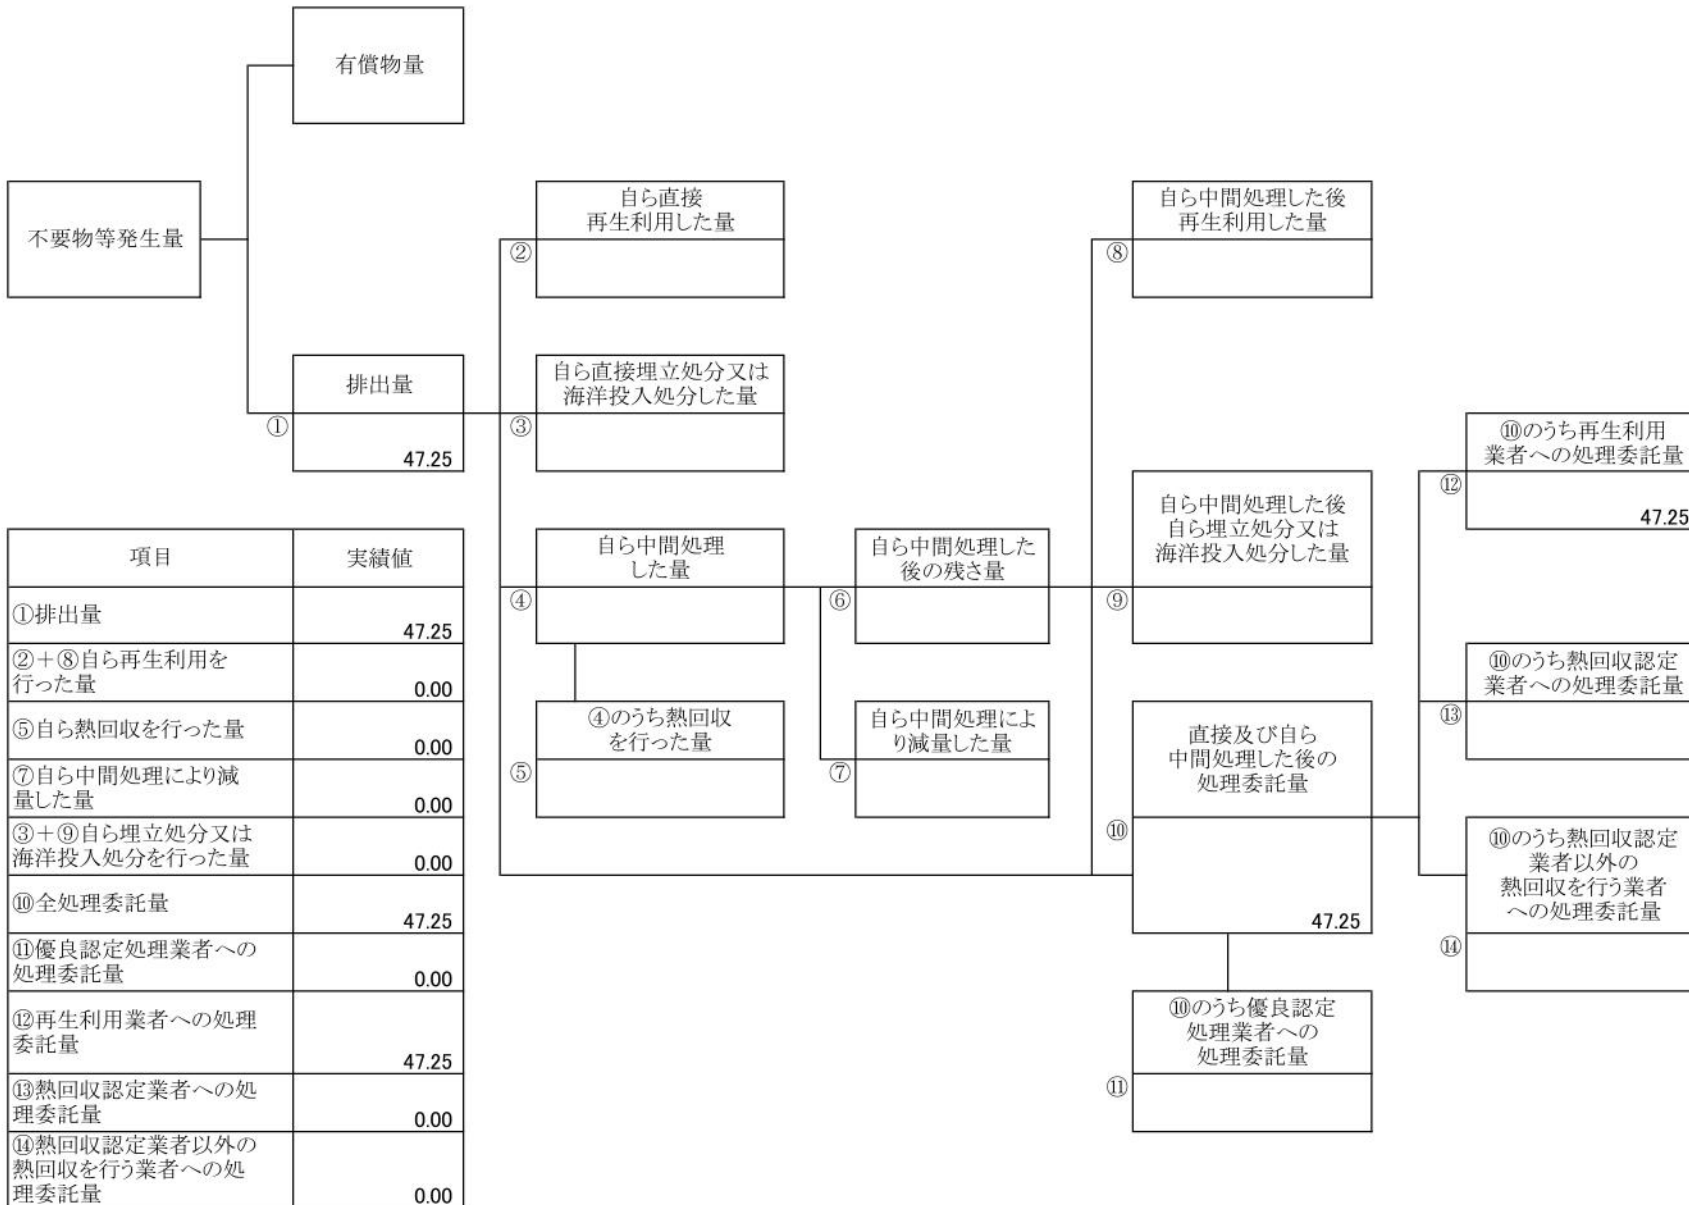 有償物量
不要物等発生量
自ら直接
再生利用した量
②
自ら中間処理した後
再生利用した量
⑧
排出量
①
47.25
自ら直接埋立処分又は
海洋投入処分した量
③
⑩のうち再生利用
業者への処理委託量
⑫
47.25
自ら中間処理
した量
④
自ら中間処理した
後の残さ量
⑥
自ら中間処理した後
自ら埋立処分又は
海洋投入処分した量
⑨
⑩のうち熱回収認定
業者への処理委託量
⑬
④のうち熱回収
を行った量
⑤
自ら中間処理によ
り減量した量
⑦
直接及び自ら
中間処理した後の
処理委託量
⑩
47.25
⑩のうち熱回収認定
業者以外の
熱回収を行う業者
への処理委託量
⑭
⑩のうち優良認定
処理業者への
処理委託量
⑪
項目
実績値
①排出量
47.25
②+⑧自ら再生利用を
行った量
0.00
⑤自ら熱回収を行った量
0.00
⑦自ら中間処理により減
量した量
0.00
③+⑨自ら埋立処分又は
海洋投入処分を行った量
0.00
⑩全処理委託量
47.25
⑪優良認定処理業者への
処理委託量
0.00
⑫再生利用業者への処理
委託量
47.25
⑬熱回収認定業者への処
理委託量
0.00
⑭熱回収認定業者以外の
熱回収を行う業者への処
理委託量
0.00